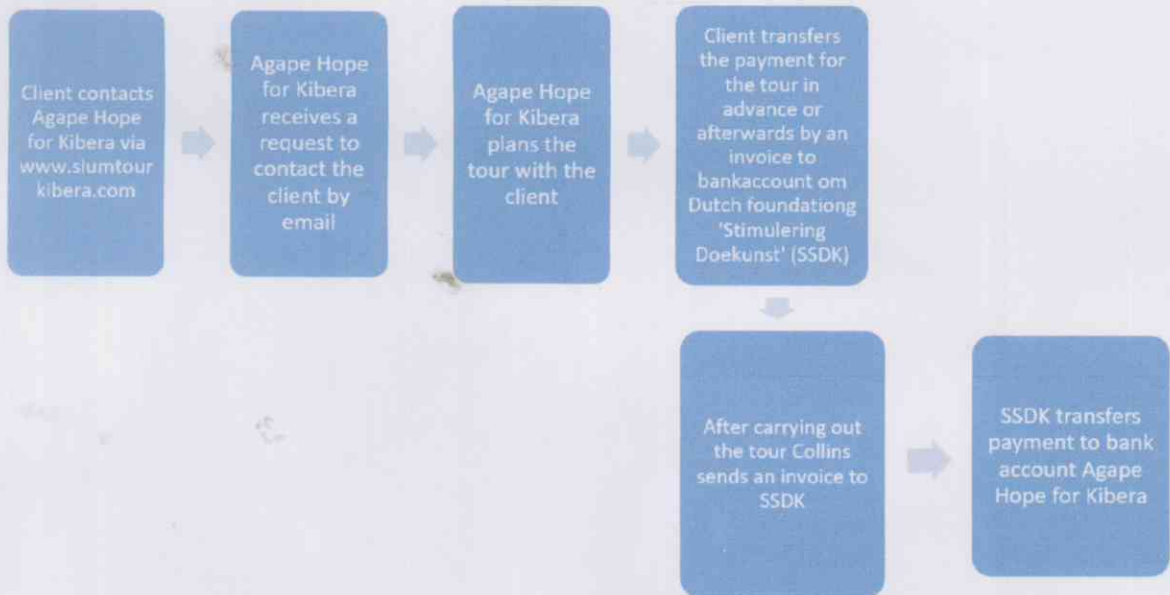 Client contacts
Agape Hope
for Kibera via
www.slumtour
kibera.com
Agape Hope
for Kibera
receives a
request to
contact the
client by
email
Agape Hope
for Kibera
plans the
tour with the
client
Client transfers
the payment for
the tour in
advance or
afterwards by an
invoice to
bankaccount om
Dutch foundationg
'Stimulering
Doekunst' (SSDK)
After carrying out
the tour Collins
sends an invoice to
SSDK
SSDK transfers
payment to bank
account Agape
Hope for Kibera